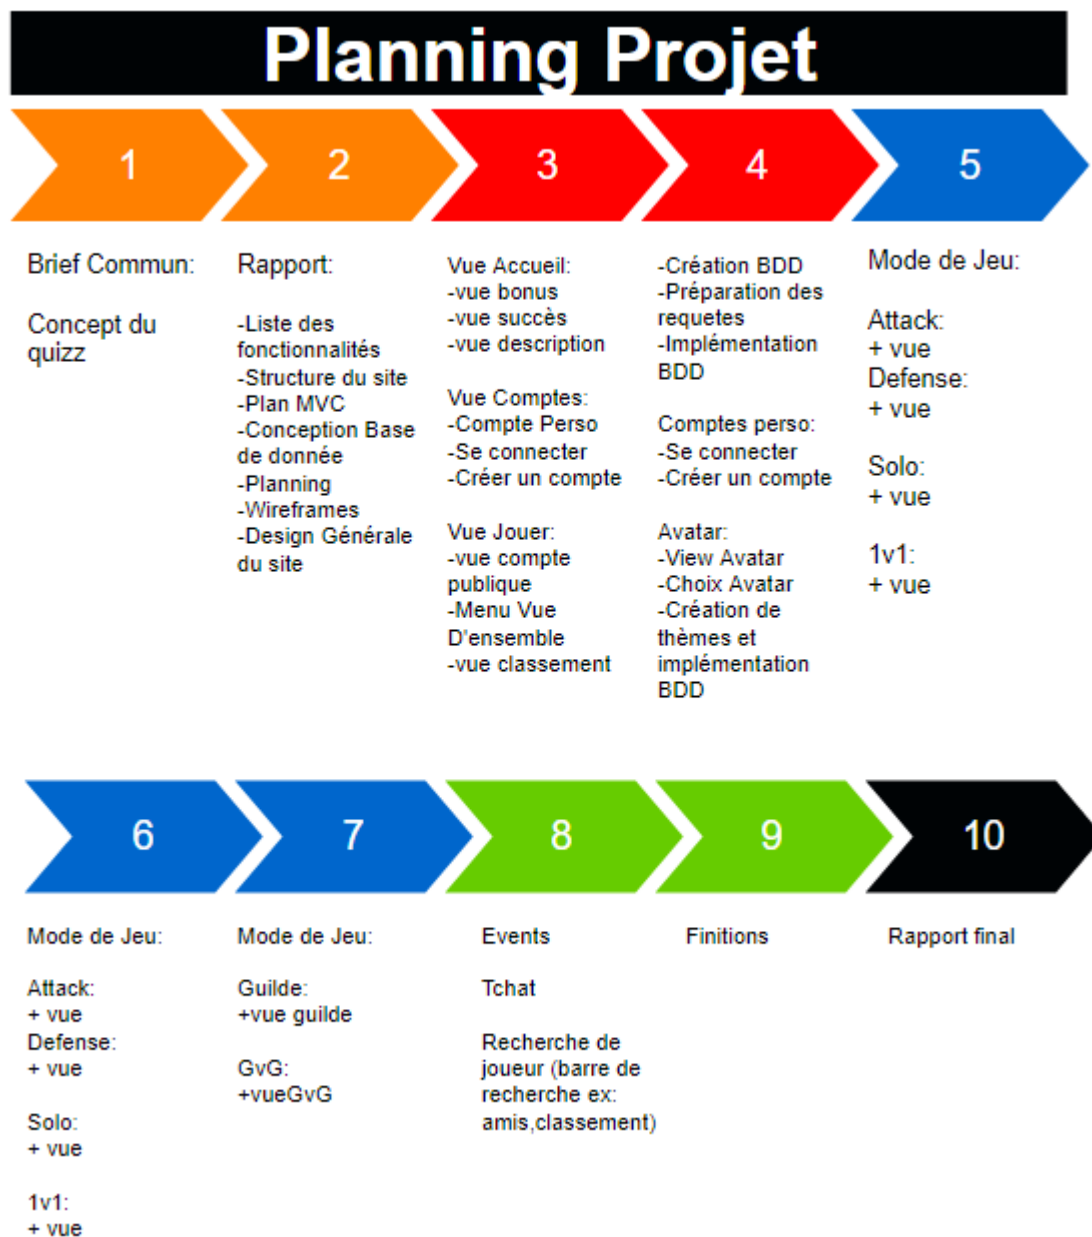 Planning Projet
1
2
3
4
5
Brief Commun:
Concept du
quizz
Rapport:
-Liste des
fonctionnalités
-Structure du site
-Plan MVC
-Conception Base
de donnée
-Planning
-Wireframes
-Design Générale
du site
Vue Accueil:
-vue bonus
-vue succès
-vue description
Vue Comptes:
-Compte Perso
-Se connecter
-Créer un compte
Vue Jouer:
-vue compte
publique
-Menu Vue
D'ensemble
-vue classement
-Création BDD
-Préparation des
requetes
-Implémentation
BDD
Comptes perso:
-Se connecter
-Créer un compte
Avatar:
-View Avatar
-Choix Avatar
-Création de
thèmes et
implémentation
BDD
Mode de Jeu:
Attack:
+ vue
Defense:
+ vue
Solo:
+ vue
1v1:
+ vue
6
7
8
9
10
Mode de Jeu:
Attack:
+ vue
Defense:
+ vue
Solo:
+ vue
1v1:
+ vue
Mode de Jeu:
Guilde:
+vue guilde
GvG:
+vueGvG
Events
Tchat
Recherche de
joueur (barre de
recherche ex:
amis,classement)
Finitions
Rapport final